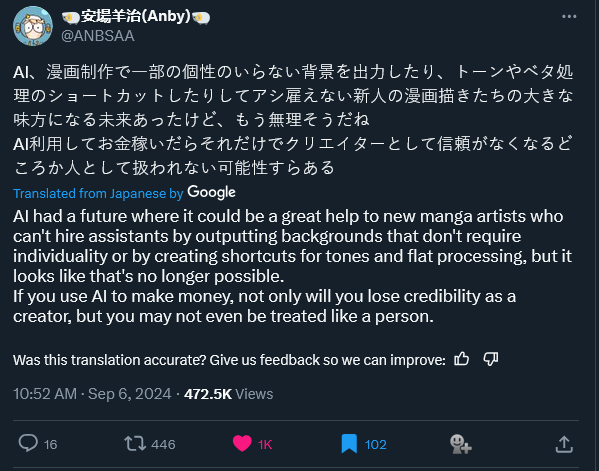 安場羊治(Anby)
@ANBSAA
AI、漫画制作で一部の個性のいらない背景を出力したり、トーンやベタ処
理のショートカットしたりしてアシ雇えない新人の漫画描きたちの大きな
味方になる未来あったけど、もう無理そうだね
AI利用してお金稼いだらそれだけでクリエイターとして信頼がなくなるど
ころか人として扱われない可能性すらある
Translated from Japanese by Google
AI had a future where it could be a great help to new manga artists who
can't hire assistants by outputting backgrounds that don't require
individuality or by creating shortcuts for tones and flat processing, but it
looks like that's no longer possible.
If you use AI to make money, not only will you lose credibility as a
creator, but you may not even be treated like a person.
Was this translation accurate? Give us feedback so we can improve:
10:52 AM · Sep 6, 2024 · 472.5K Views
16 446 1K 102